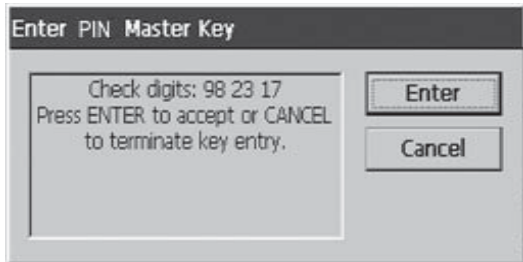 Enter PIN Master Key
Check digits: 98 23 17
Press ENTER to accept or CANCEL
to terminate key entry.
Enter
Cancel